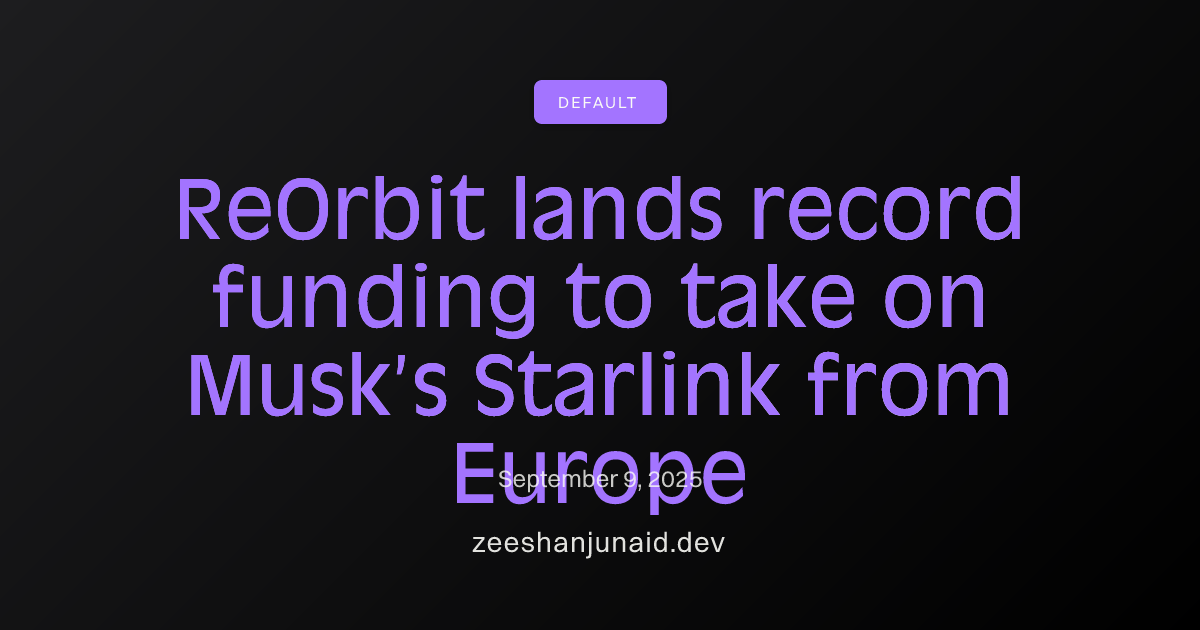 DEFAULT
ReOrbit lands record
funding to take on
Musk’s Starlink from
Europe
September 9, 2025
zeeshanjunaid.dev